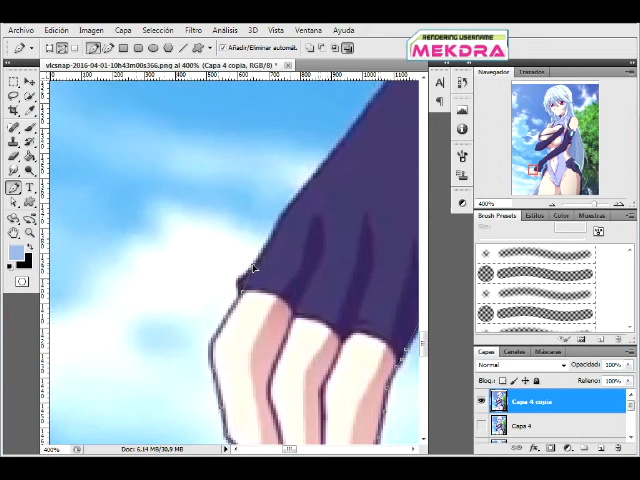 Archivo Edición Imagen Capa Selección Filtro Análisis 3D Vista Ventana Ayuda
RENDERING USERNAME
MEKDRA
Añadir/Eliminar automát.
vlcsnap-2016-04-01-10h43m00s366.png al 400% (Capa 4 copia, RGB/8) *
Navegador Trazados
400%
Brush Presets Estilos Color Muestras
Capas Canales Máscaras
Normal Opacidad: 100%
Bloq.: Relleno: 100%
Capa 4 copia
Capa 4
400% Doc: 6,14 MB/30,9 MB